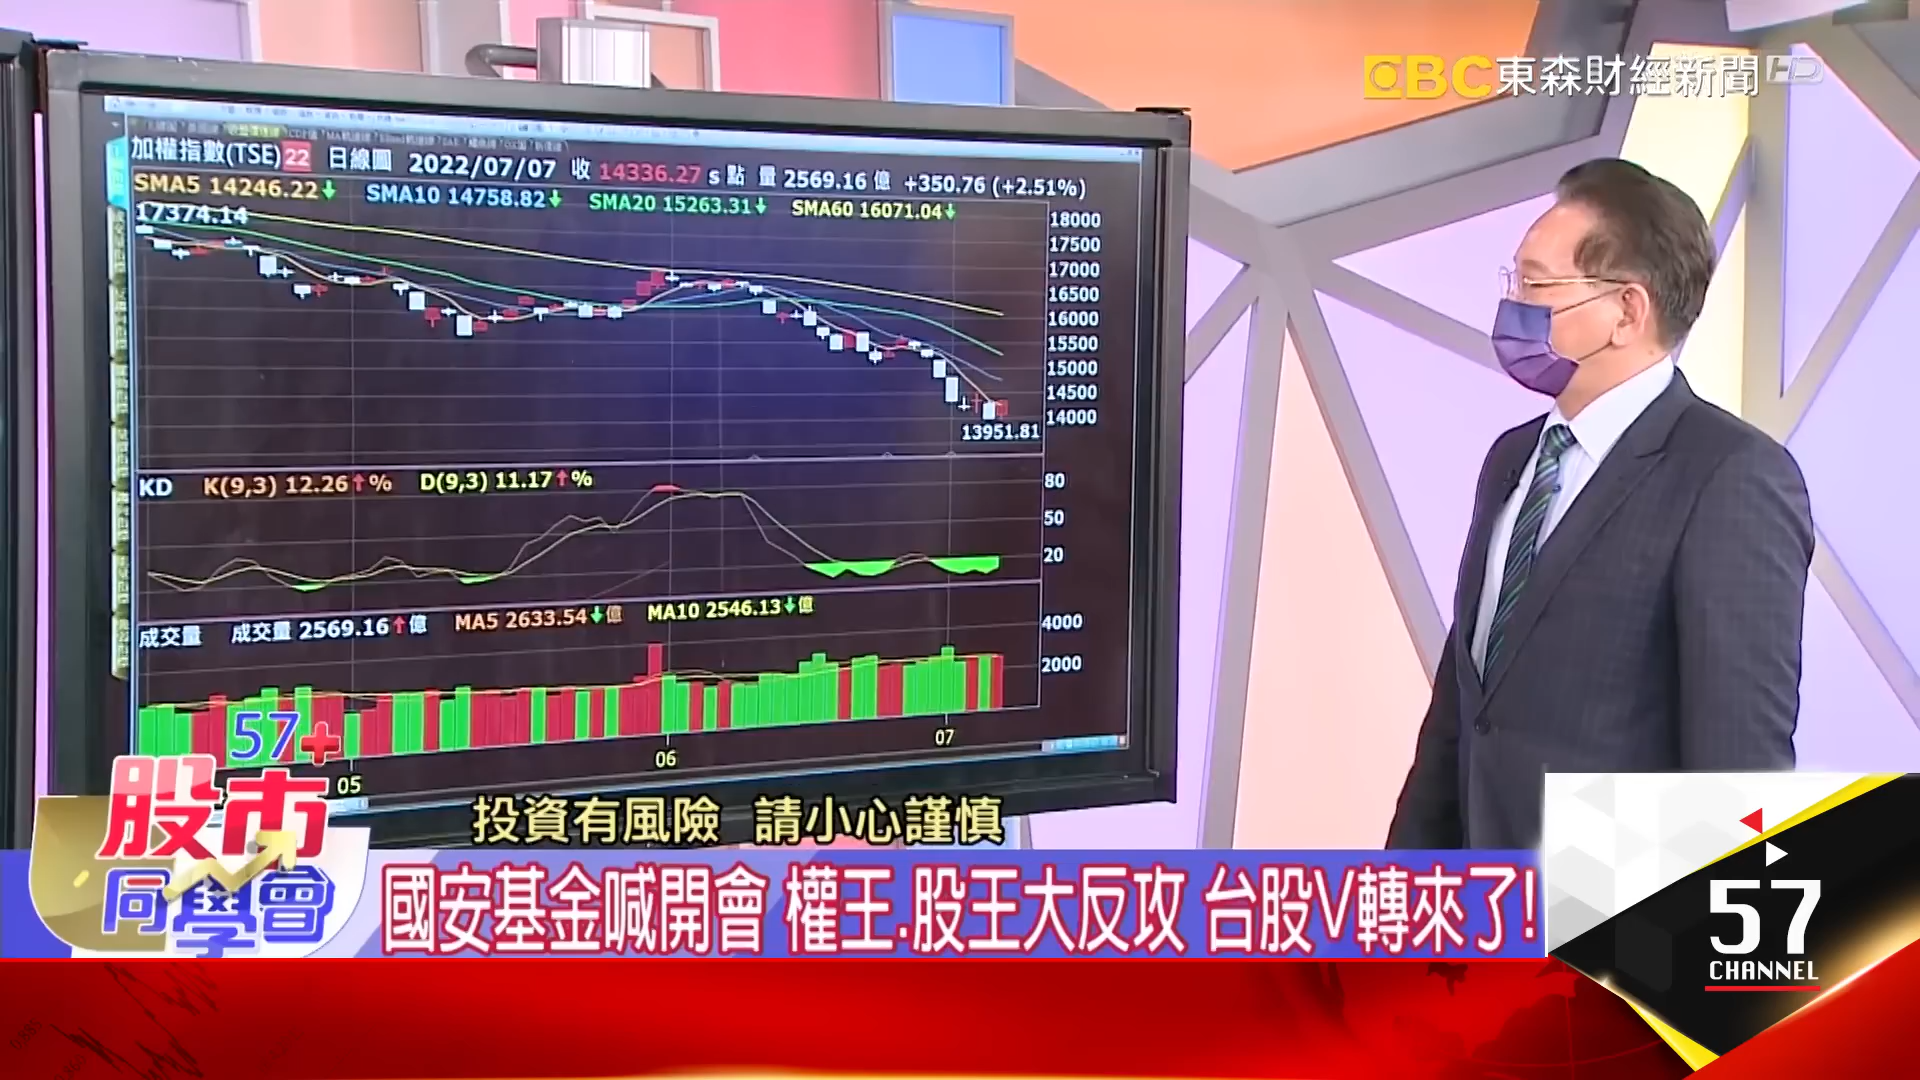 EBC東森財經新聞HD
加權指數(TSE)22 日線圖 2022/07/07 收 14336.27 s 點 量 2569.16 億 +350.76 (+2.51%)
SMA5 14246.22↓ SMA10 14758.82↓ SMA20 15263.31↓ SMA60 16071.04↓
17374.14
18000
17500
17000
16500
16000
15500
15000
14500
14000
13951.81
KD K(9,3) 12.26↑% D(9,3) 11.17↑%
80
50
20
成交量 成交量 2569.16↑億 MA5 2633.54↓億 MA10 2546.13↓億
4000
2000
05
06
07
57+
股市
同學會
投資有風險 請小心謹慎
國安基金喊開會 權王.股王大反攻 台股V轉來了!
57
CHANNEL